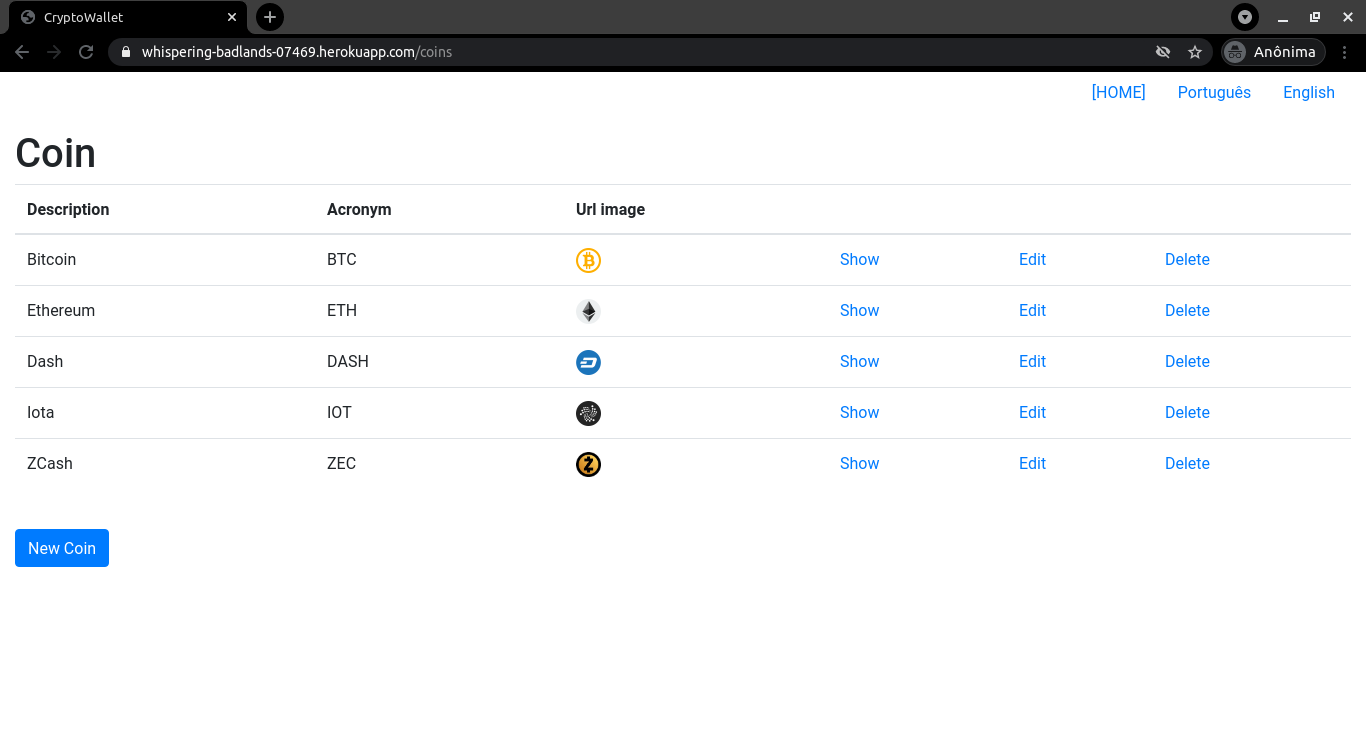 CryptoWallet
whispering-badlands-07469.herokuapp.com/coins Anônima
[HOME] Português English
Coin
Description Acronym Url image
Bitcoin BTC Show Edit Delete
Ethereum ETH Show Edit Delete
Dash DASH Show Edit Delete
Iota IOT Show Edit Delete
ZCash ZEC Show Edit Delete
New Coin